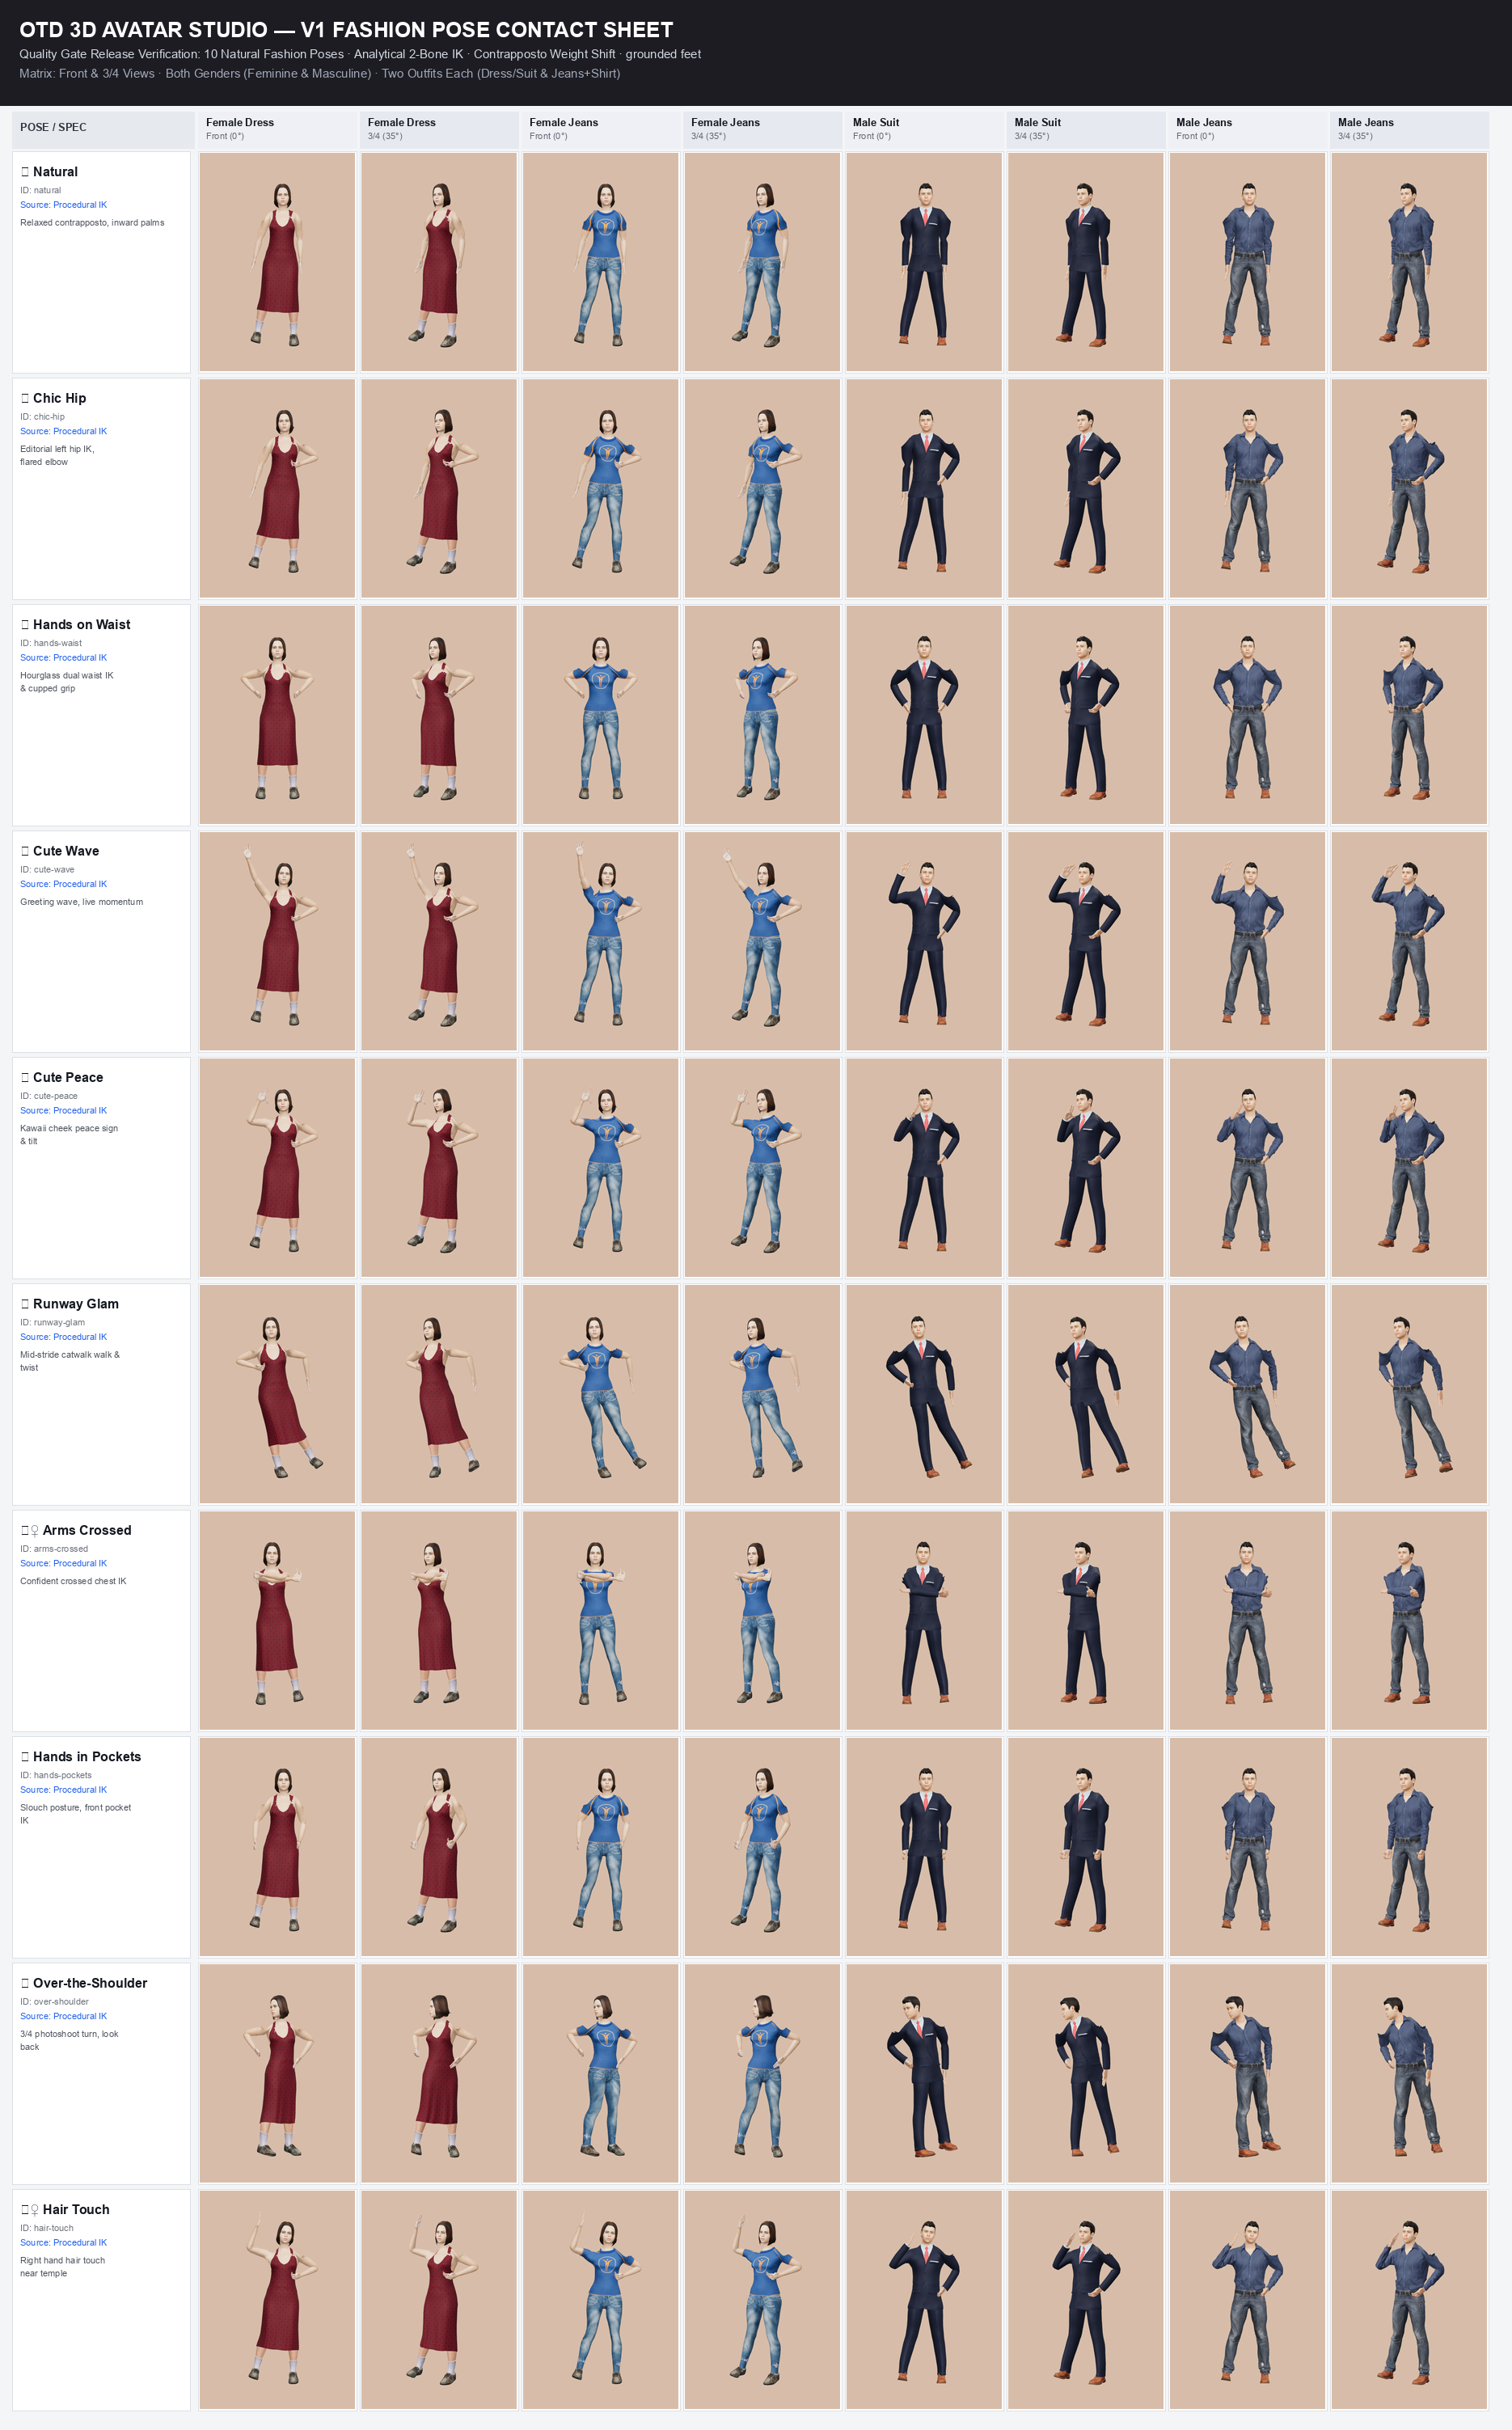 OTD 3D AVATAR STUDIO — V1 FASHION POSE CONTACT SHEET
Quality Gate Release Verification: 10 Natural Fashion Poses · Analytical 2-Bone IK · Contrapposto Weight Shift · grounded feet
Matrix: Front & 3/4 Views · Both Genders (Feminine & Masculine) · Two Outfits Each (Dress/Suit & Jeans+Shirt)
POSE / SPEC
Female Dress
Front (0°)
Female Dress
3/4 (35°)
Female Jeans
Front (0°)
Female Jeans
3/4 (35°)
Male Suit
Front (0°)
Male Suit
3/4 (35°)
Male Jeans
Front (0°)
Male Jeans
3/4 (35°)
Natural
ID: natural
Source: Procedural IK
Relaxed contrapposto, inward palms
Chic Hip
ID: chic-hip
Source: Procedural IK
Editorial left hip IK,
flared elbow
Hands on Waist
ID: hands-waist
Source: Procedural IK
Hourglass dual waist IK
& cupped grip
Cute Wave
ID: cute-wave
Source: Procedural IK
Greeting wave, live momentum
Cute Peace
ID: cute-peace
Source: Procedural IK
Kawaii cheek peace sign
& tilt
Runway Glam
ID: runway-glam
Source: Procedural IK
Mid-stride catwalk walk &
twist
♀ Arms Crossed
ID: arms-crossed
Source: Procedural IK
Confident crossed chest IK
Hands in Pockets
ID: hands-pockets
Source: Procedural IK
Slouch posture, front pocket
IK
Over-the-Shoulder
ID: over-shoulder
Source: Procedural IK
3/4 photoshoot turn, look
back
♀ Hair Touch
ID: hair-touch
Source: Procedural IK
Right hand hair touch
near temple